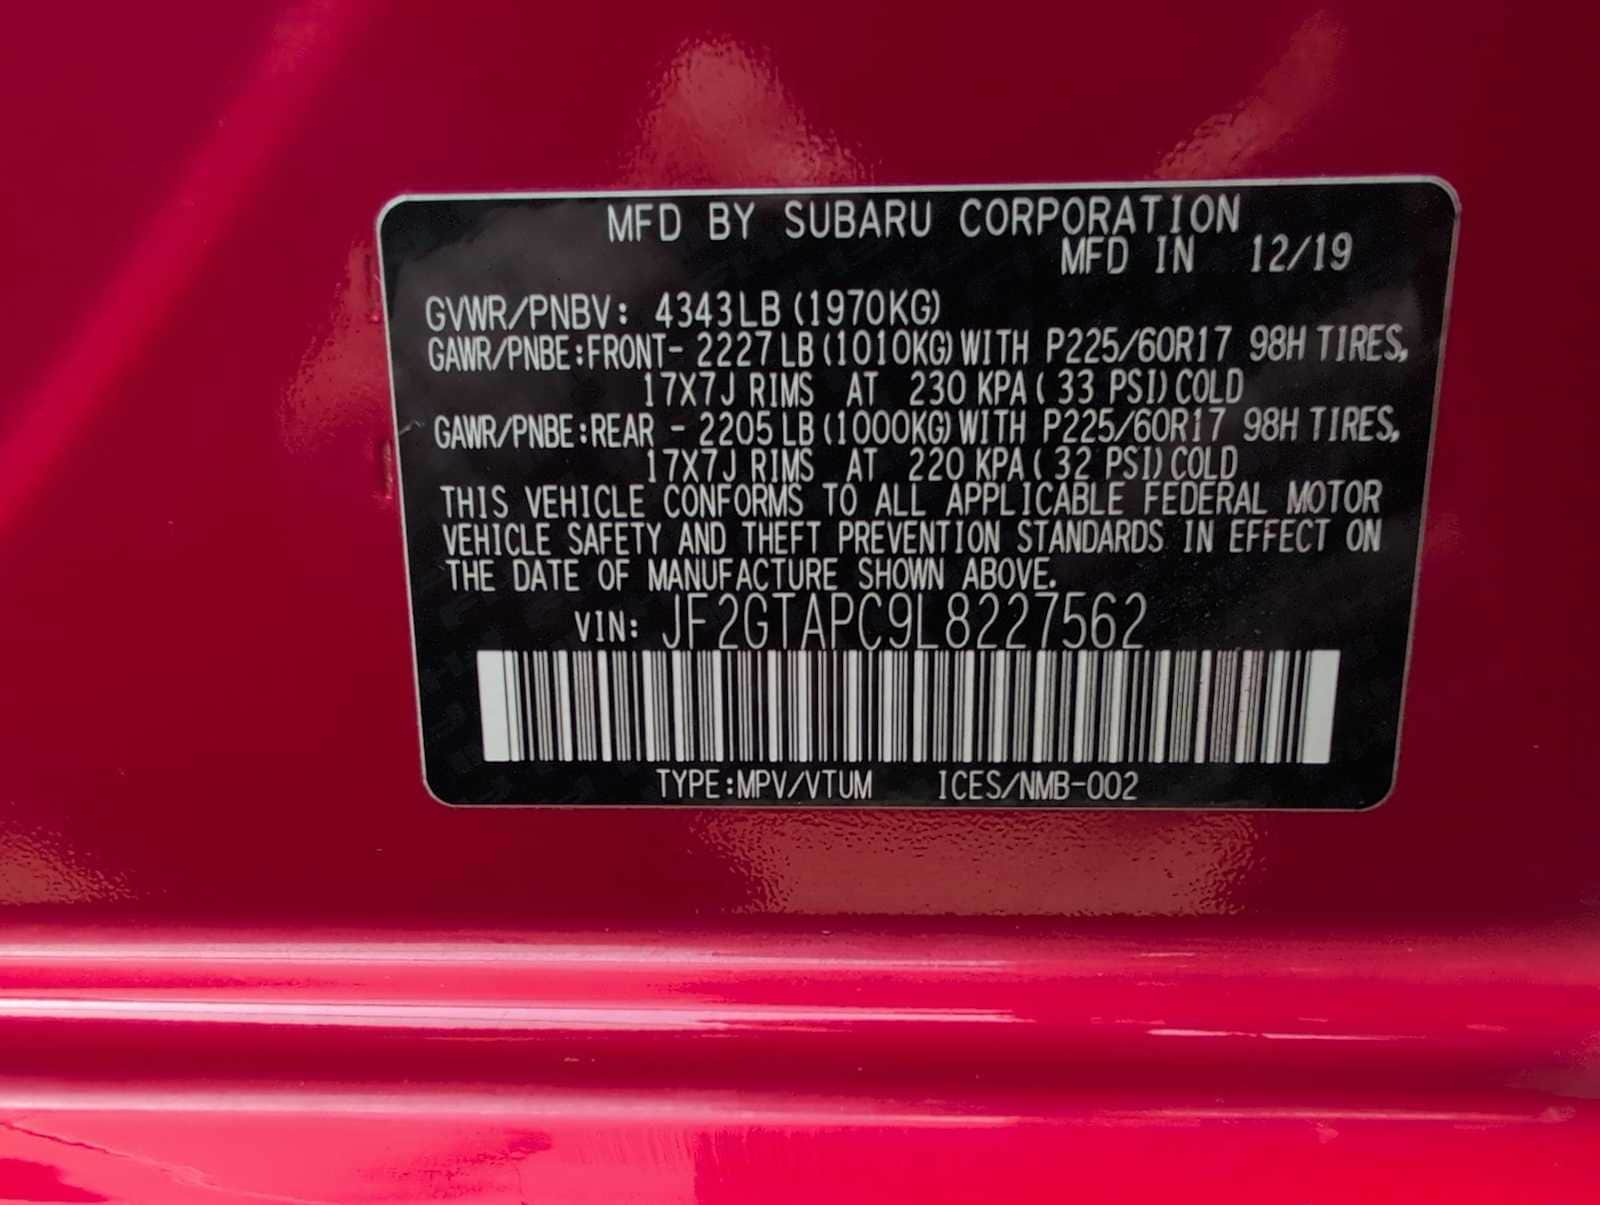 MFD BY SUBARU CORPORATION
MFD IN 12/19
GVWR/PNBV: 4343LB (1970KG)
GAWR/PNBE:FRONT- 2227LB(1010KG)WITH P225/60R17 98H TIRES,
17X7J RIMS AT 230 KPA( 33 PSI)COLD
GAWR/PNBE:REAR - 2205LB(1000KG)WITH P225/60R17 98H TIRES,
17X7J RIMS AT 220 KPA( 32 PSI)COLD
THIS VEHICLE CONFORMS TO ALL APPLICABLE FEDERAL MOTOR
VEHICLE SAFETY AND THEFT PREVENTION STANDARDS IN EFFECT ON
THE DATE OF MANUFACTURE SHOWN ABOVE.
VIN: JF2GTAPC9L8227562
TYPE:MPV/VTUM ICES/NMB-002